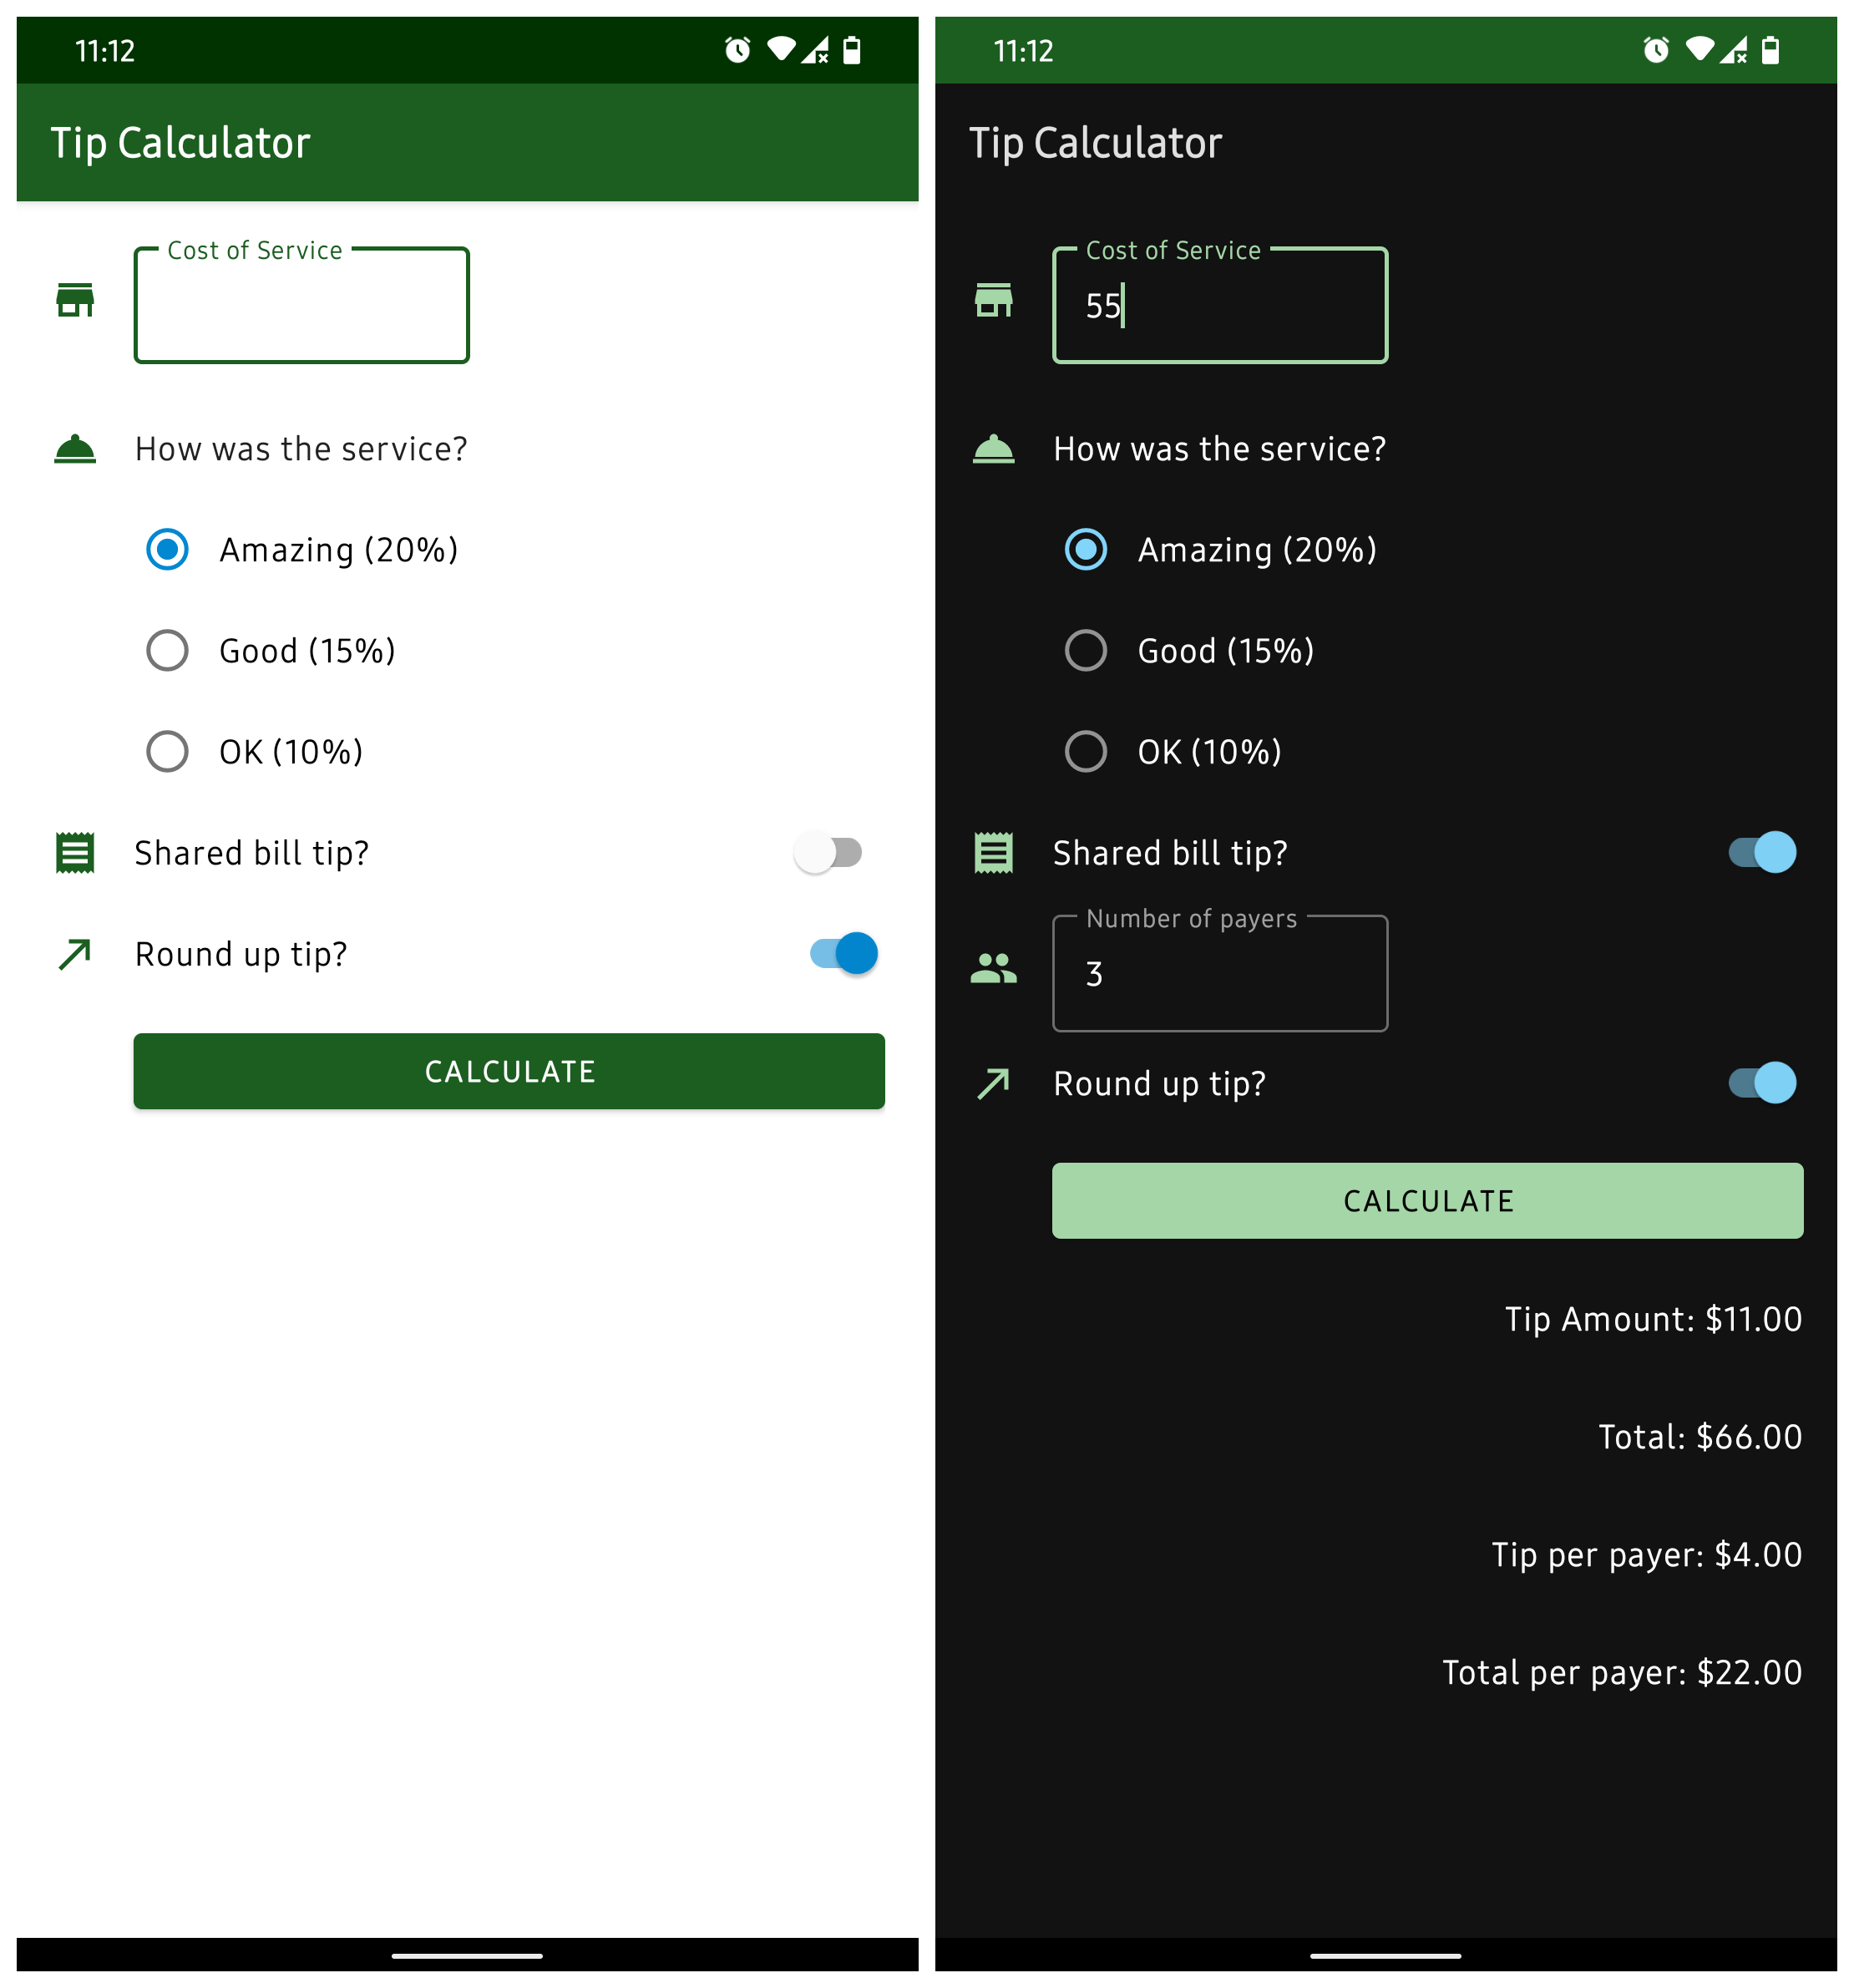 11:12
Tip Calculator
Cost of Service
How was the service?
Amazing (20%)
Good (15%)
OK (10%)
Shared bill tip?
Round up tip?
CALCULATE
11:12
Tip Calculator
Cost of Service
55
How was the service?
Amazing (20%)
Good (15%)
OK (10%)
Shared bill tip?
Number of payers
3
Round up tip?
CALCULATE
Tip Amount: $11.00
Total: $66.00
Tip per payer: $4.00
Total per payer: $22.00